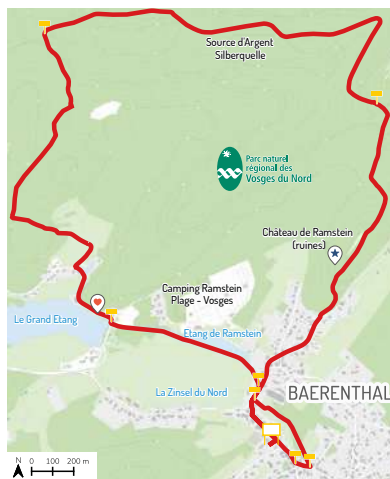 Source d'Argent
Silberquelle
Parc naturel
régional des
Vosges du Nord
Château de Ramstein
(ruines)
Camping Ramstein
Plage - Vosges
Le Grand Etang
Etang de Ramstein
La Zinsel du Nord
BAERENTHAL
N
0 100 200 m